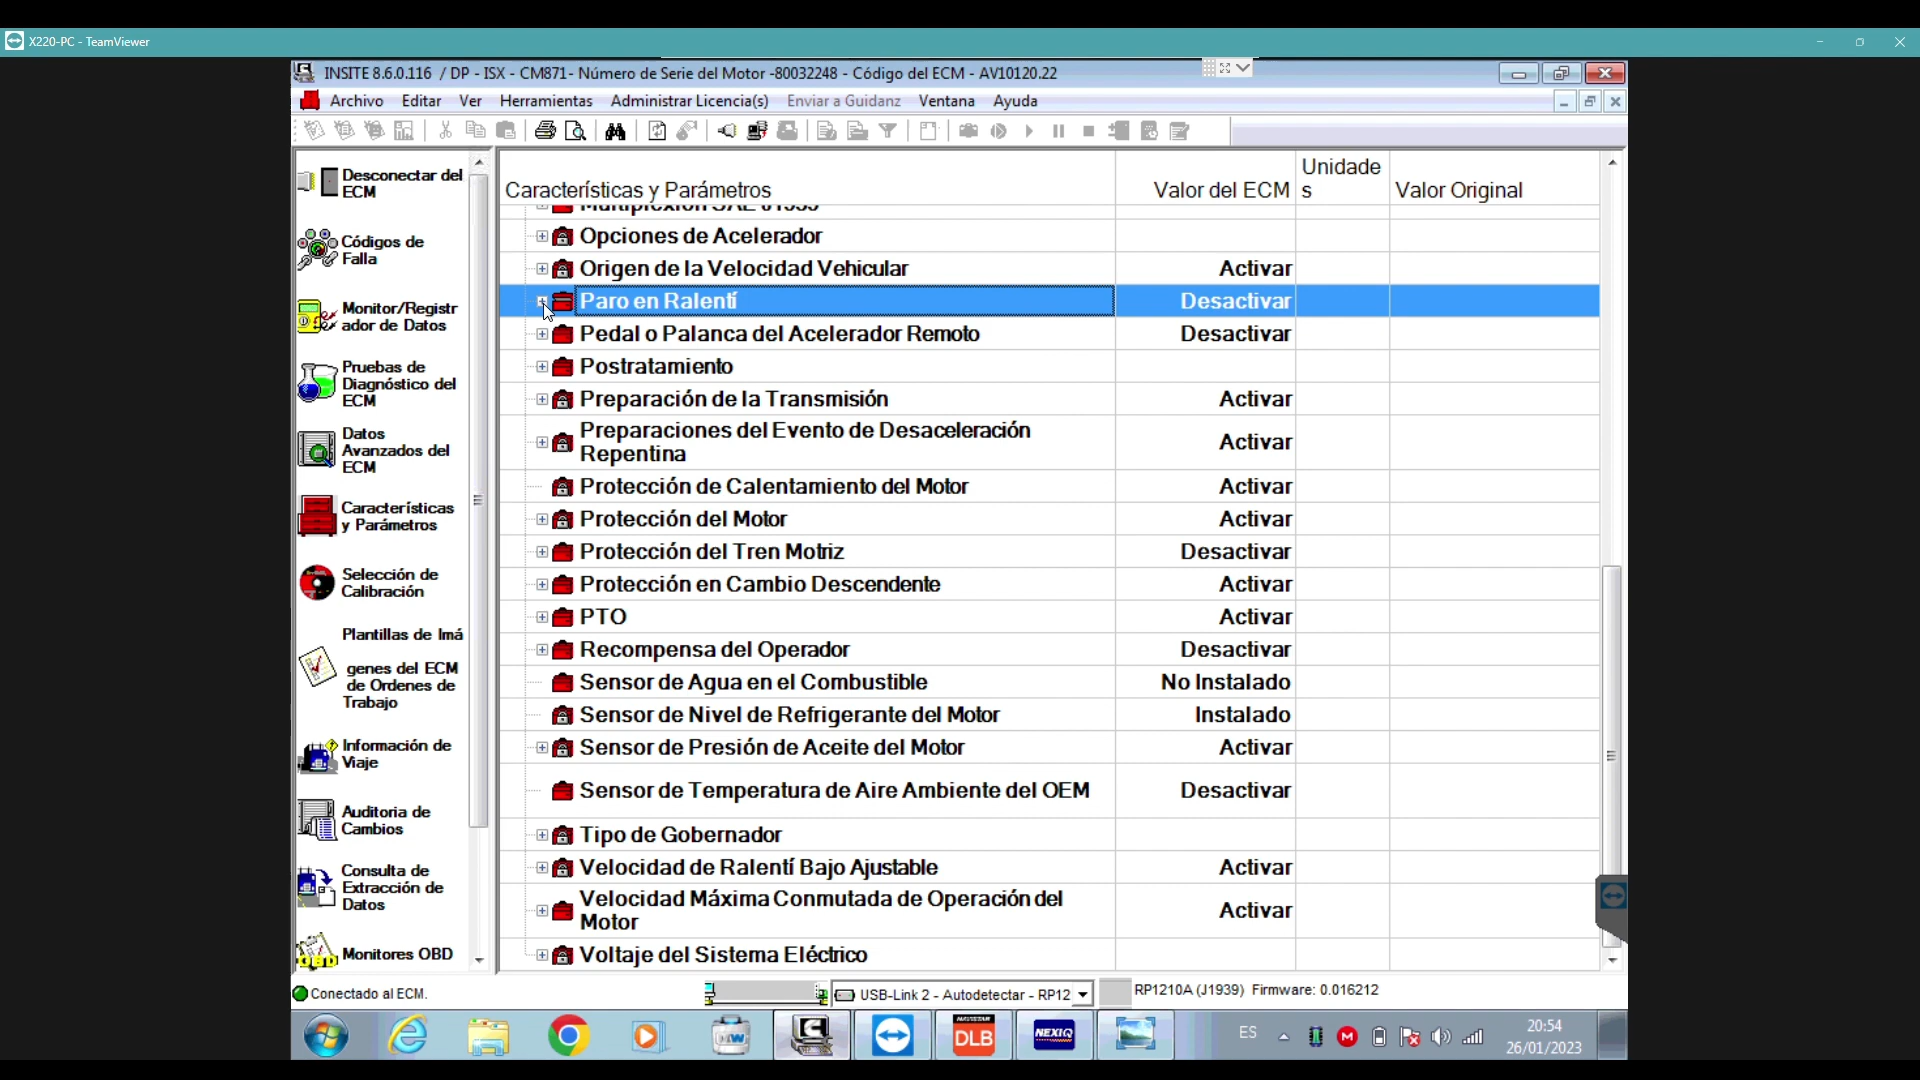 X220-PC - TeamViewer
INSITE 8.6.0.116 / DP - ISX - CM871- Número de Serie del Motor -80032248 - Código del ECM - AV10120.22
Archivo Editar Ver Herramientas Administrar Licencia(s) Enviar a Guidanz Ventana Ayuda
Desconectar del
ECM
Códigos de
Falla
Monitor/Registr
ador de Datos
Pruebas de
Diagnóstico del
ECM
Datos
Avanzados del
ECM
Características
y Parámetros
Selección de
Calibración
Plantillas de Imá
genes del ECM
de Ordenes de
Trabajo
Información de
Viaje
Auditoria de
Cambios
Consulta de
Extracción de
Datos
Monitores OBD
Características y Parámetros Valor del ECM Unidade
s Valor Original
Multiplexión SAE J1939
Opciones de Acelerador
Origen de la Velocidad Vehicular Activar
Paro en Ralentí Desactivar
Pedal o Palanca del Acelerador Remoto Desactivar
Postratamiento
Preparación de la Transmisión Activar
Preparaciones del Evento de Desaceleración
Repentina Activar
Protección de Calentamiento del Motor Activar
Protección del Motor Activar
Protección del Tren Motriz Desactivar
Protección en Cambio Descendente Activar
PTO Activar
Recompensa del Operador Desactivar
Sensor de Agua en el Combustible No Instalado
Sensor de Nivel de Refrigerante del Motor Instalado
Sensor de Presión de Aceite del Motor Activar
Sensor de Temperatura de Aire Ambiente del OEM Desactivar
Tipo de Gobernador
Velocidad de Ralentí Bajo Ajustable Activar
Velocidad Máxima Conmutada de Operación del
Motor Activar
Voltaje del Sistema Eléctrico
Conectado al ECM.
USB-Link 2 - Autodetectar - RP12
RP1210A (J1939) Firmware: 0.016212
DLB
NEXIQ
ES
20:54
26/01/2023